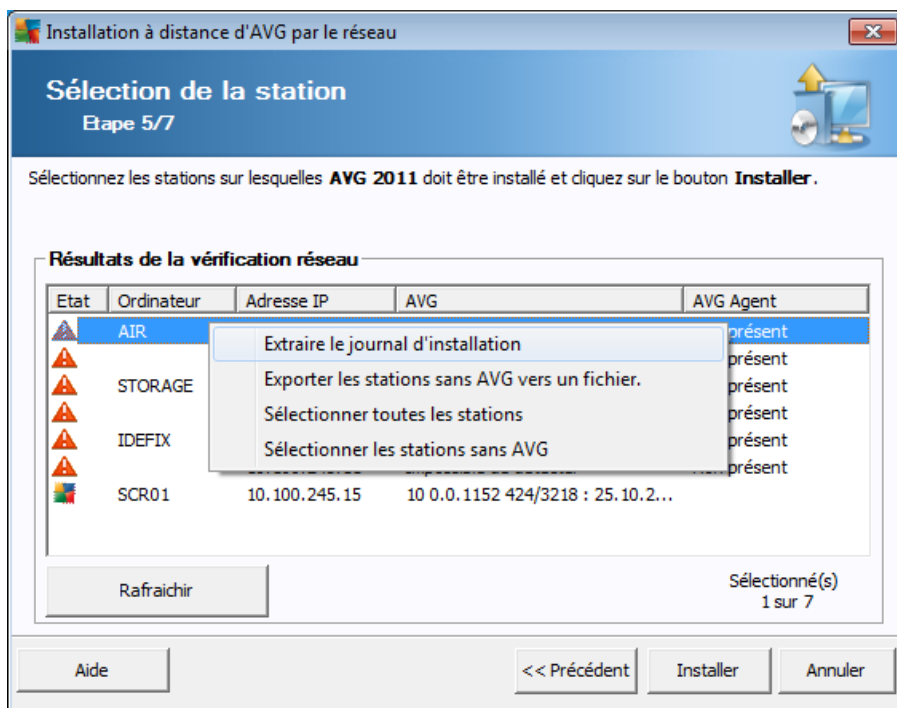 Installation à distance d'AVG par le réseau
Sélection de la station
Etape 5/7
Sélectionnez les stations sur lesquelles AVG 2011 doit être installé et cliquez sur le bouton Installer.
Résultats de la vérification réseau
Etat Ordinateur Adresse IP AVG AVG Agent
AIR présent
présent
STORAGE présent
présent
IDEFIX présent
présent
SCR01 10.100.245.15 10 0.0.1152 424/3218 : 25.10.2...
Extraire le journal d'installation
Exporter les stations sans AVG vers un fichier.
Sélectionner toutes les stations
Sélectionner les stations sans AVG
Rafraichir
Sélectionné(s)
1 sur 7
Aide << Précédent Installer Annuler